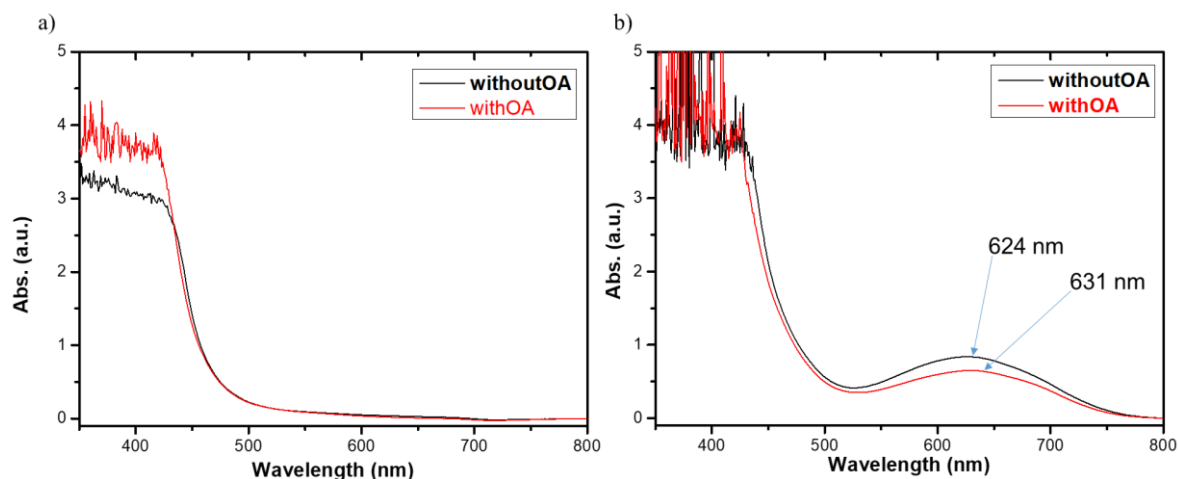 a)
5
4
3
2
1
0
Abs. (a.u.)
withoutOA
withOA
400 500 600 700 800
Wavelength (nm)
b)
5
4
3
2
1
0
Abs. (a.u.)
withoutOA
withOA
624 nm
631 nm
400 500 600 700 800
Wavelength (nm)